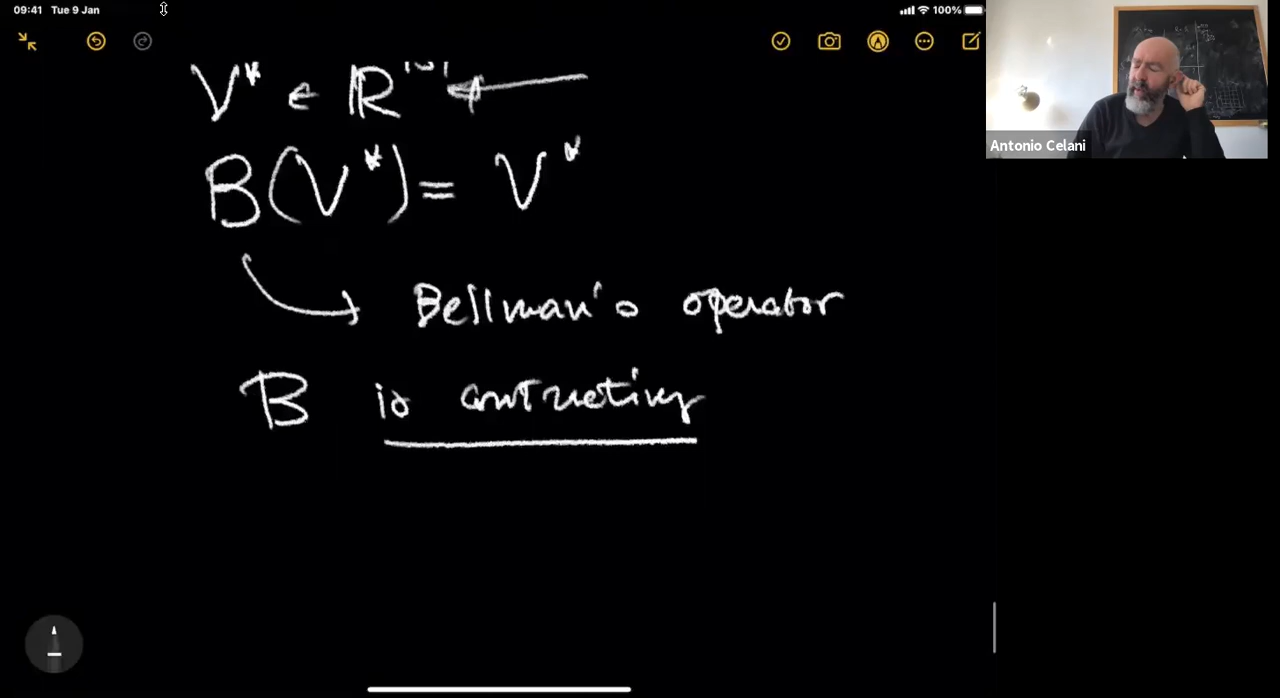 09:41 Tue 9 Jan 100%
V* ∈ ℝ^|S|
B(V*) = V*
Bellman's operator
B is contracting
Antonio Celani